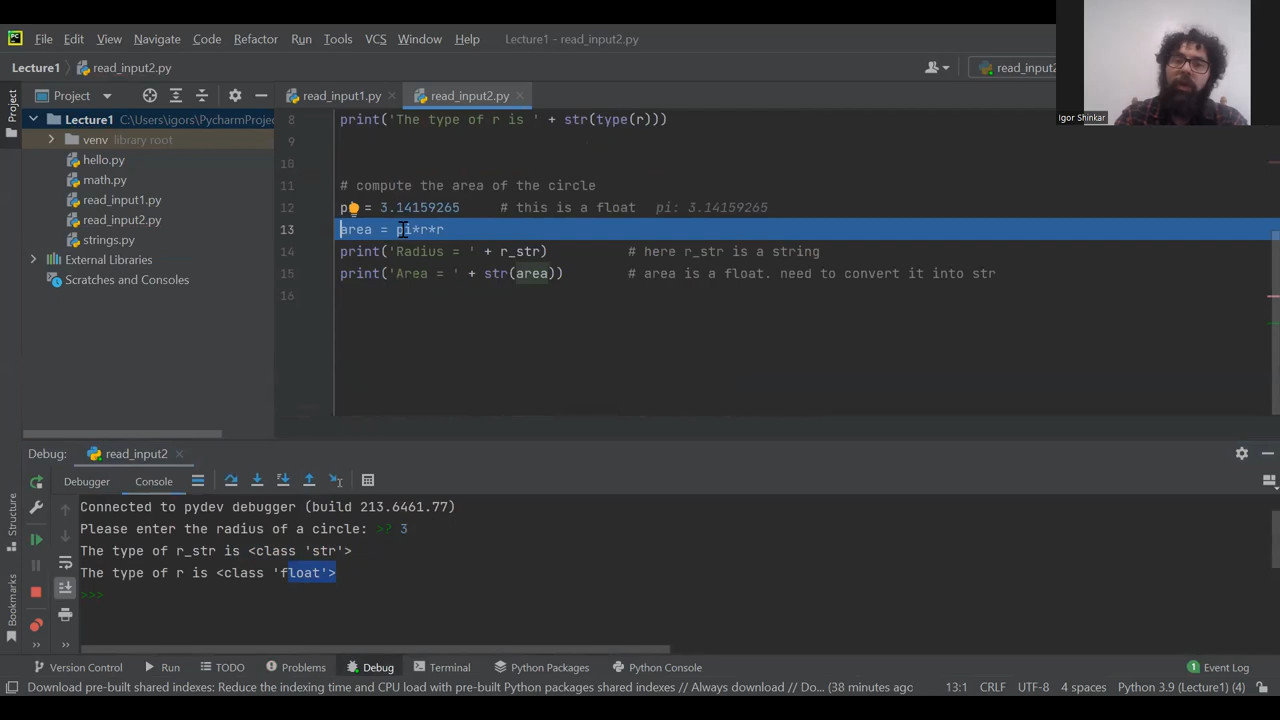 PC File Edit View Navigate Code Refactor Run Tools VCS Window Help Lecture1 - read_input2.py
Lecture1 read_input2.py read_input2
Igor Shinkar
Project Project read_input1.py read_input2.py
Lecture1 C:\Users\igors\PycharmProje
venv library root
hello.py
math.py
read_input1.py
read_input2.py
strings.py
External Libraries
Scratches and Consoles
8 print('The type of r is ' + str(type(r)))
9
10
11 # compute the area of the circle
12 p = 3.14159265 # this is a float pi: 3.14159265
13 area = pi*r*r
14 print('Radius = ' + r_str) # here r_str is a string
15 print('Area = ' + str(area)) # area is a float. need to convert it into str
16
Debug: read_input2
Debugger Console
Connected to pydev debugger (build 213.6461.77)
Please enter the radius of a circle: >? 3
The type of r_str is <class 'str'>
The type of r is <class 'float'>
>>>
Structure
Bookmarks
Version Control Run TODO Problems Debug Terminal Python Packages Python Console 1 Event Log
Download pre-built shared indexes: Reduce the indexing time and CPU load with pre-built Python packages shared indexes // Always download // Do... (38 minutes ago) 13:1 CRLF UTF-8 4 spaces Python 3.9 (Lecture1) (4)